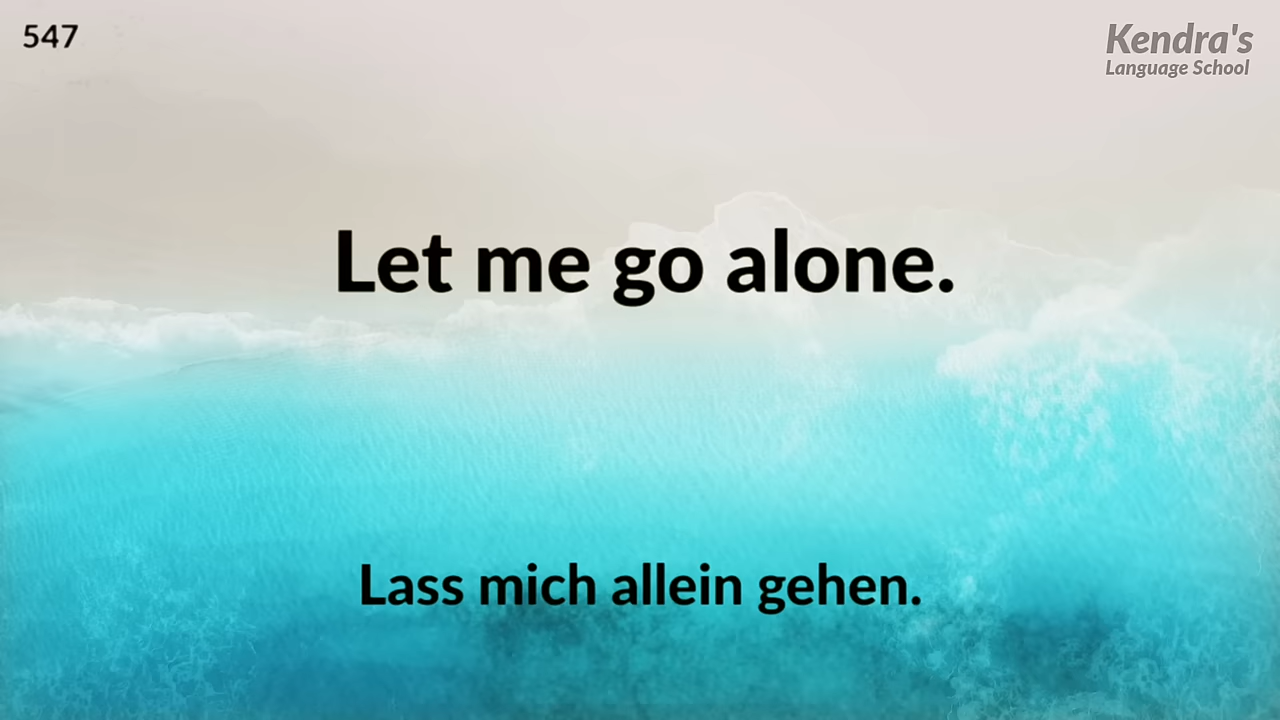 547
Kendra's
Language School
Let me go alone.
Lass mich allein gehen.